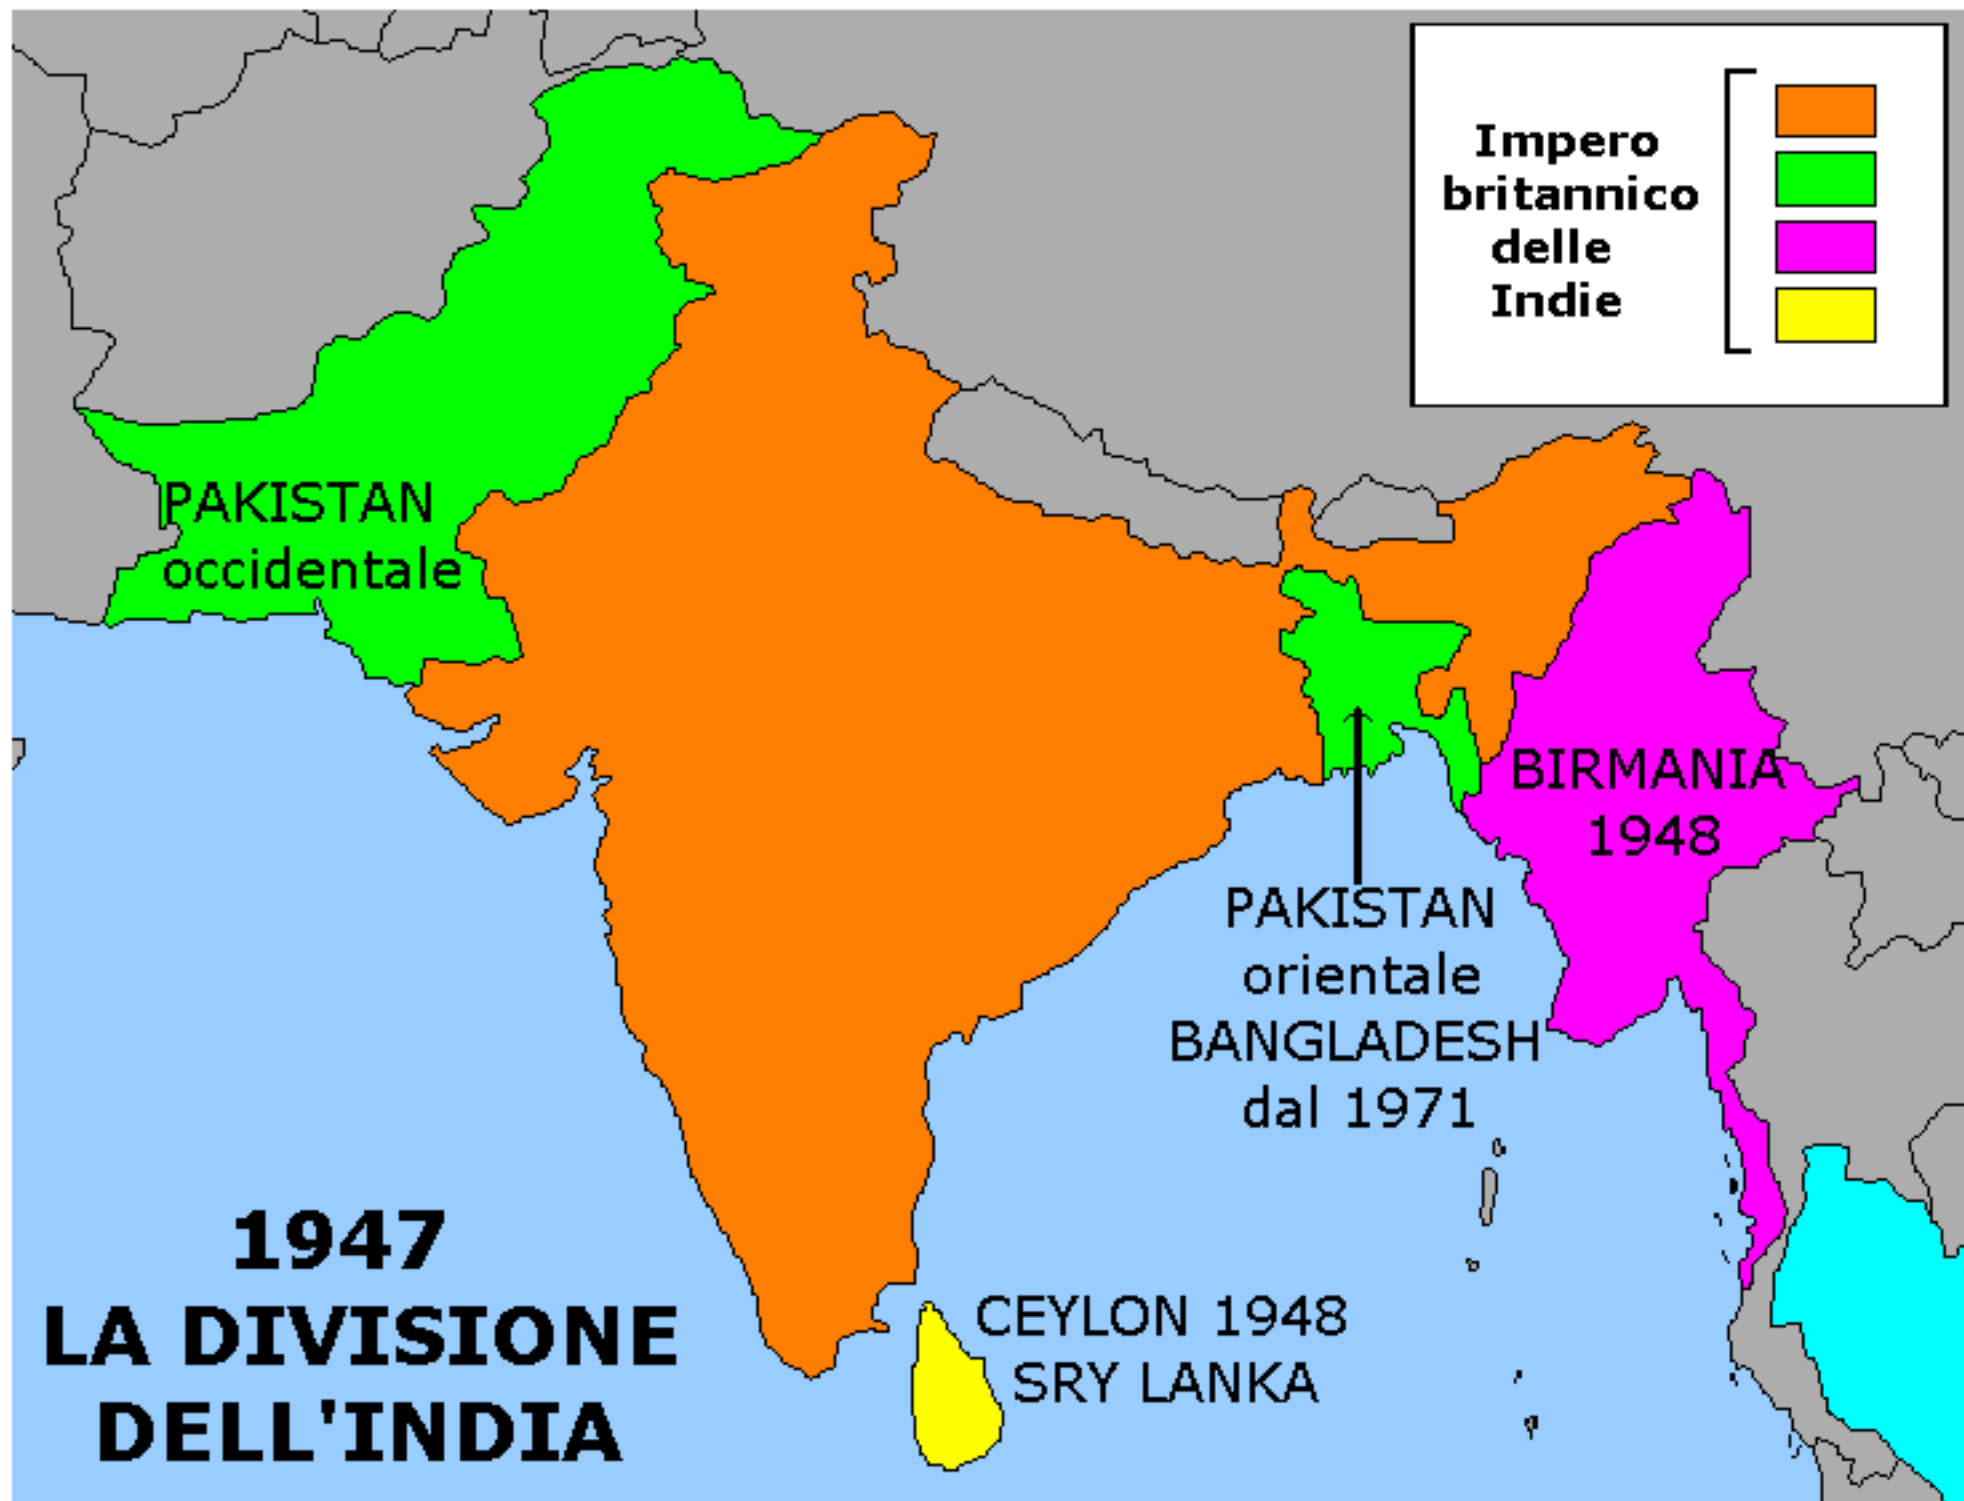 Impero
britannico
delle
Indie
PAKISTAN
occidentale
BIRMANIA
1948
PAKISTAN
orientale
BANGLADESH
dal 1971
1947
LA DIVISIONE
DELL'INDIA
CEYLON 1948
SRY LANKA